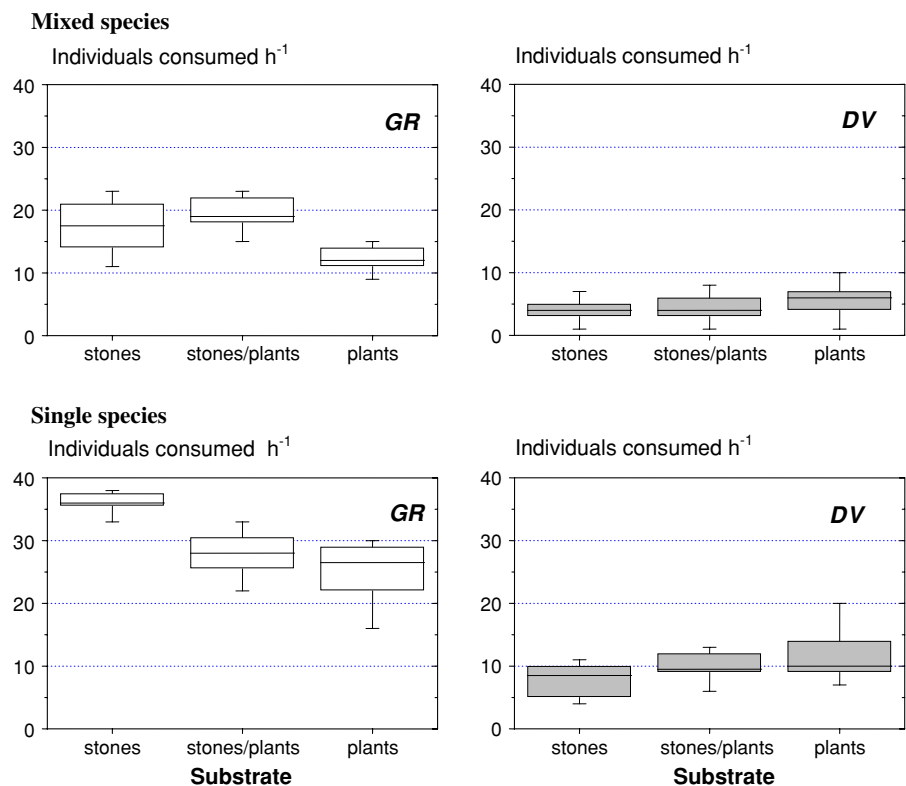 Mixed species
Individuals consumed h-1 Individuals consumed h-1
40 40
GR DV
30 30
20 20
10 10
0 0
stones stones/plants plants stones stones/plants plants
Single species
Individuals consumed h-1 Individuals consumed h-1
40 40
GR DV
30 30
20 20
10 10
0 0
stones stones/plants plants stones stones/plants plants
Substrate Substrate